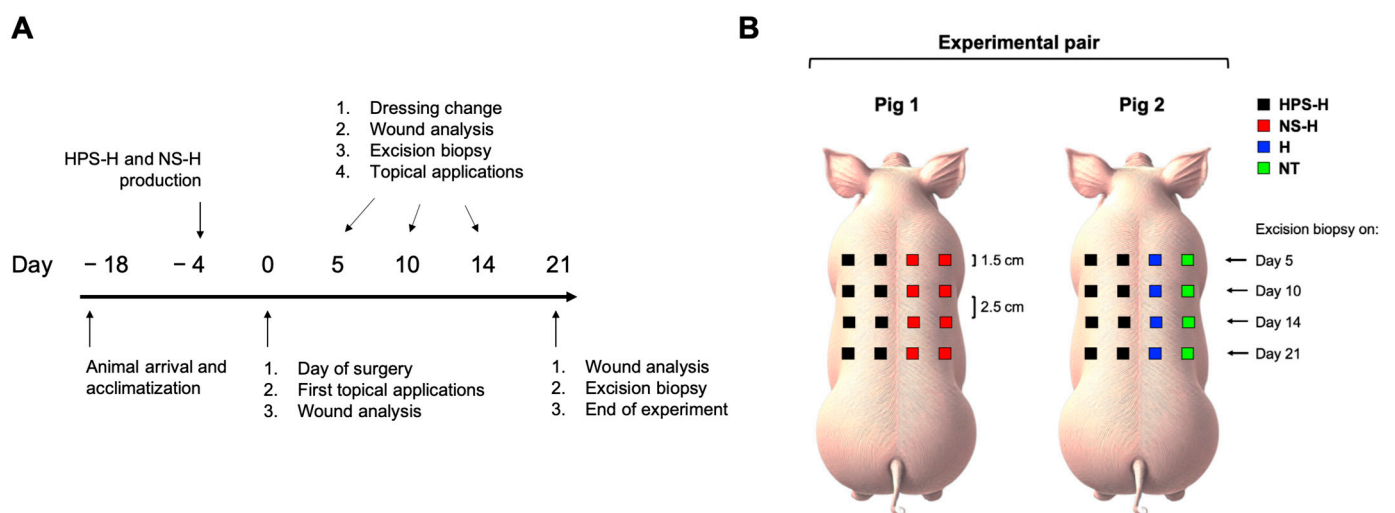 A
HPS-H and NS-H
production
1. Dressing change
2. Wound analysis
3. Excision biopsy
4. Topical applications
Day – 18 – 4 0 5 10 14 21
Animal arrival and
acclimatization
1. Day of surgery
2. First topical applications
3. Wound analysis
1. Wound analysis
2. Excision biopsy
3. End of experiment
B
Experimental pair
Pig 1
Pig 2
HPS-H
NS-H
H
NT
1.5 cm
2.5 cm
Excision biopsy on:
Day 5
Day 10
Day 14
Day 21